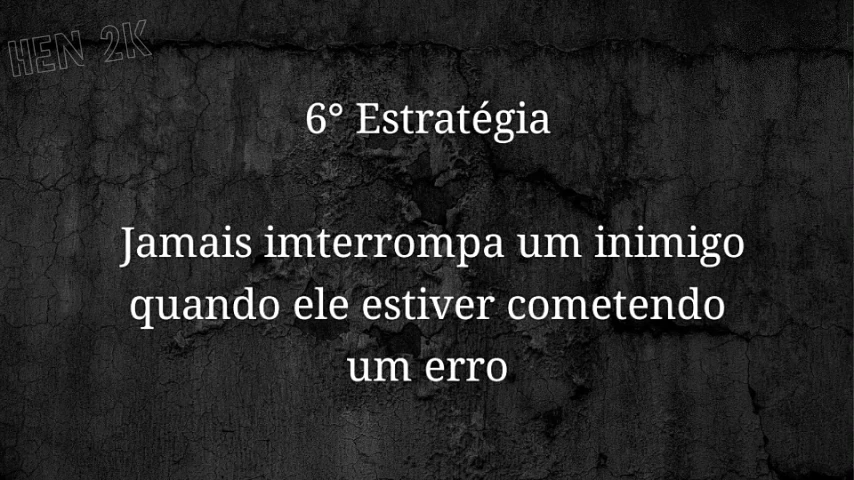 HEN 2K
6° Estratégia
Jamais imterrompa um inimigo
quando ele estiver cometendo
um erro